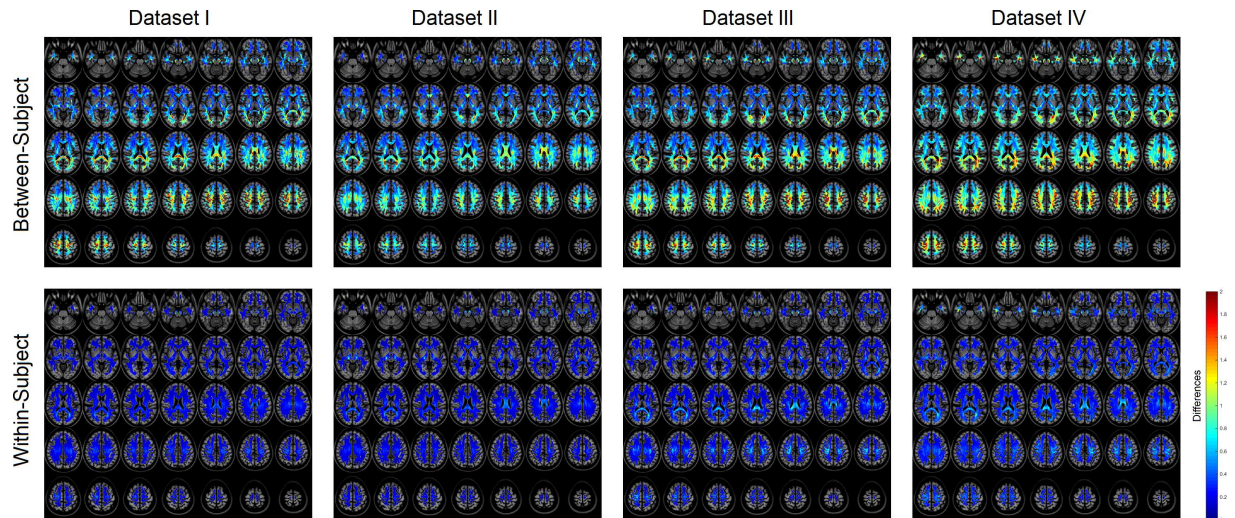 Dataset I
Dataset II
Dataset III
Dataset IV
Between-Subject
Within-Subject
Differences
2
1.8
1.6
1.4
1.2
1
0.8
0.6
0.4
0.2